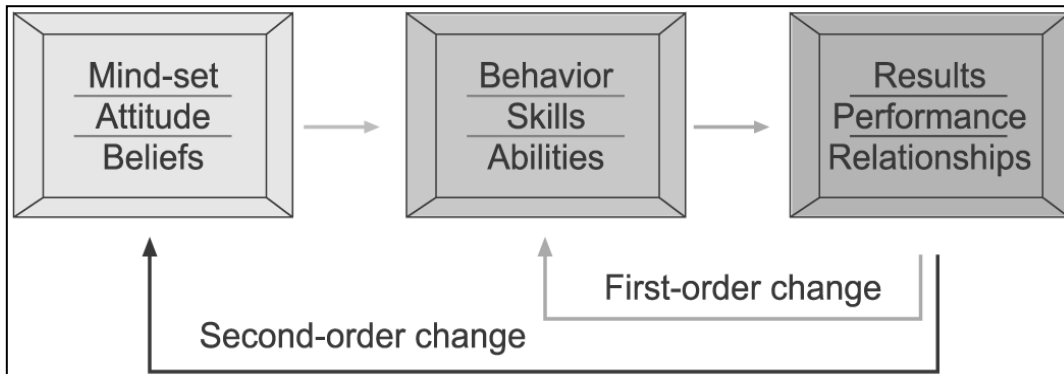 Mind-set
Attitude
Beliefs
Behavior
Skills
Abilities
Results
Performance
Relationships
First-order change
Second-order change